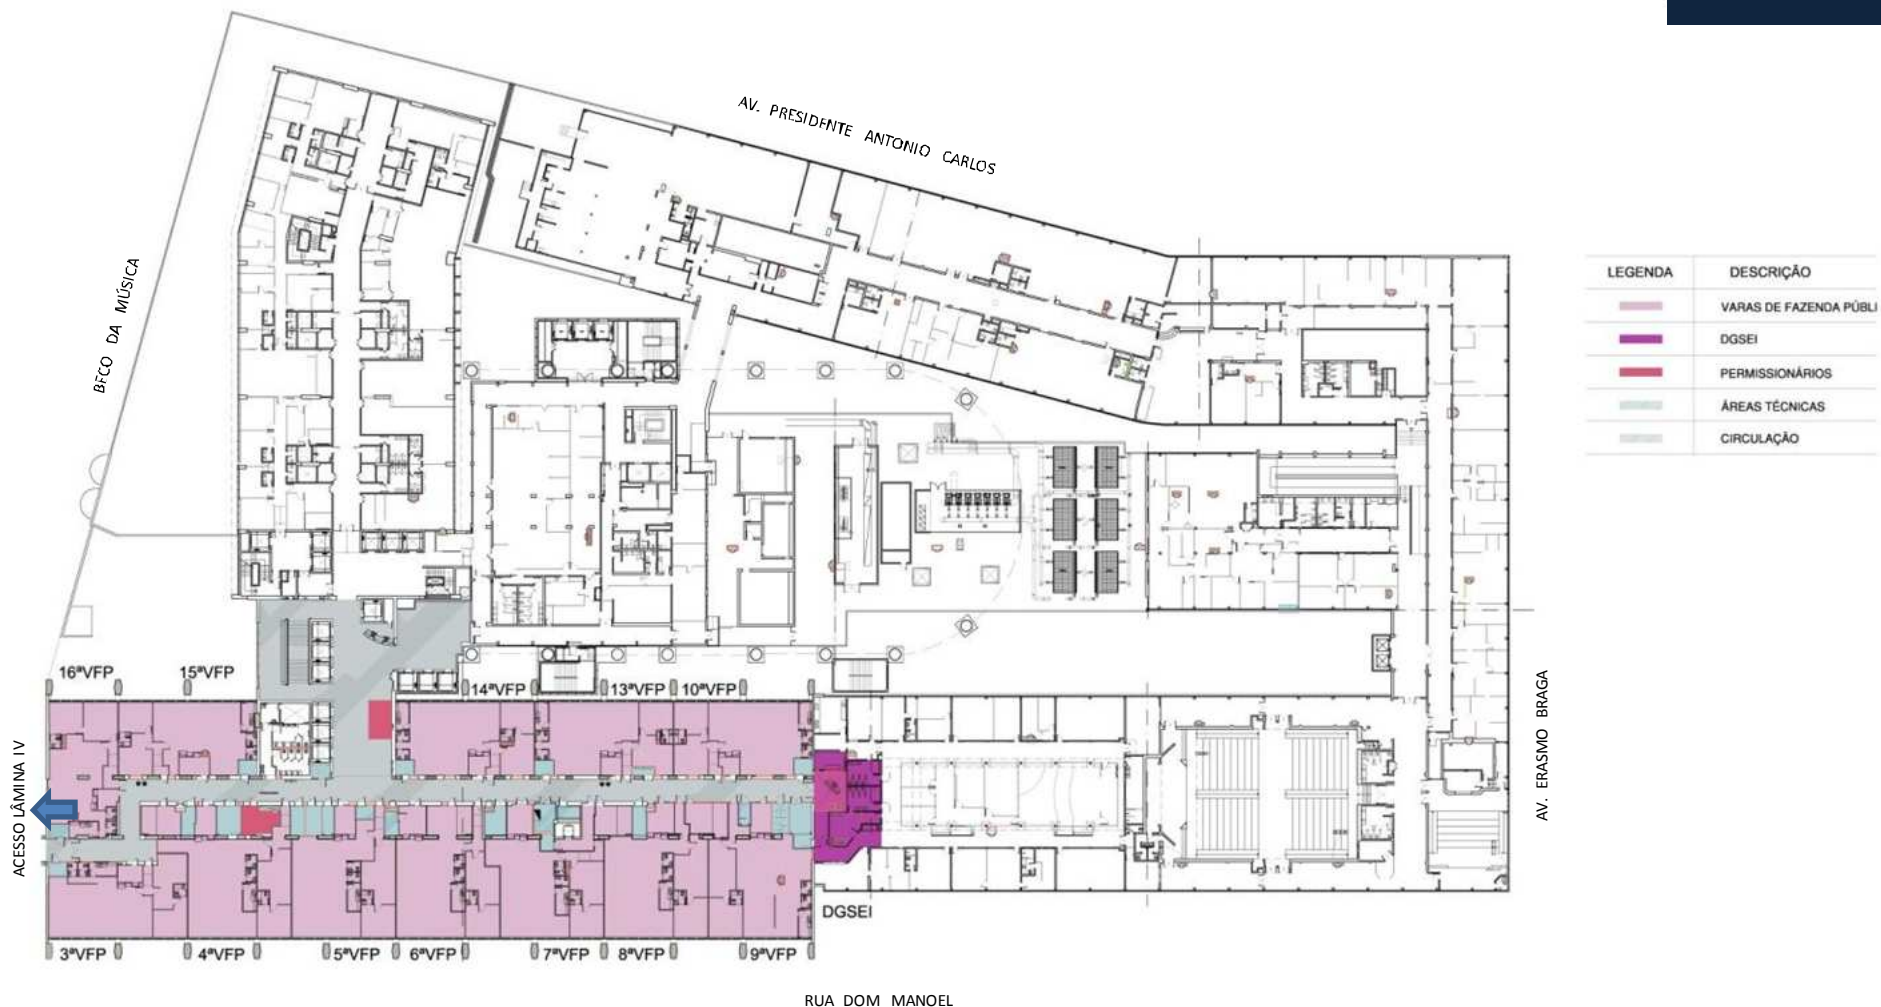 AV. PRESIDENTE ANTONIO CARLOS
BECO DA MÚSICA
LEGENDA DESCRIÇÃO
VARAS DE FAZENDA PÚBLI
DGSEI
PERMISSIONÁRIOS
ÁREAS TÉCNICAS
CIRCULAÇÃO
16ªVFP 15ªVFP 14ªVFP 13ªVFP 10ªVFP
ACESSO LÂMINA IV
AV. ERASMO BRAGA
DGSEI
3ªVFP 4ªVFP 5ªVFP 6ªVFP 7ªVFP 8ªVFP 9ªVFP
RUA DOM MANOEL